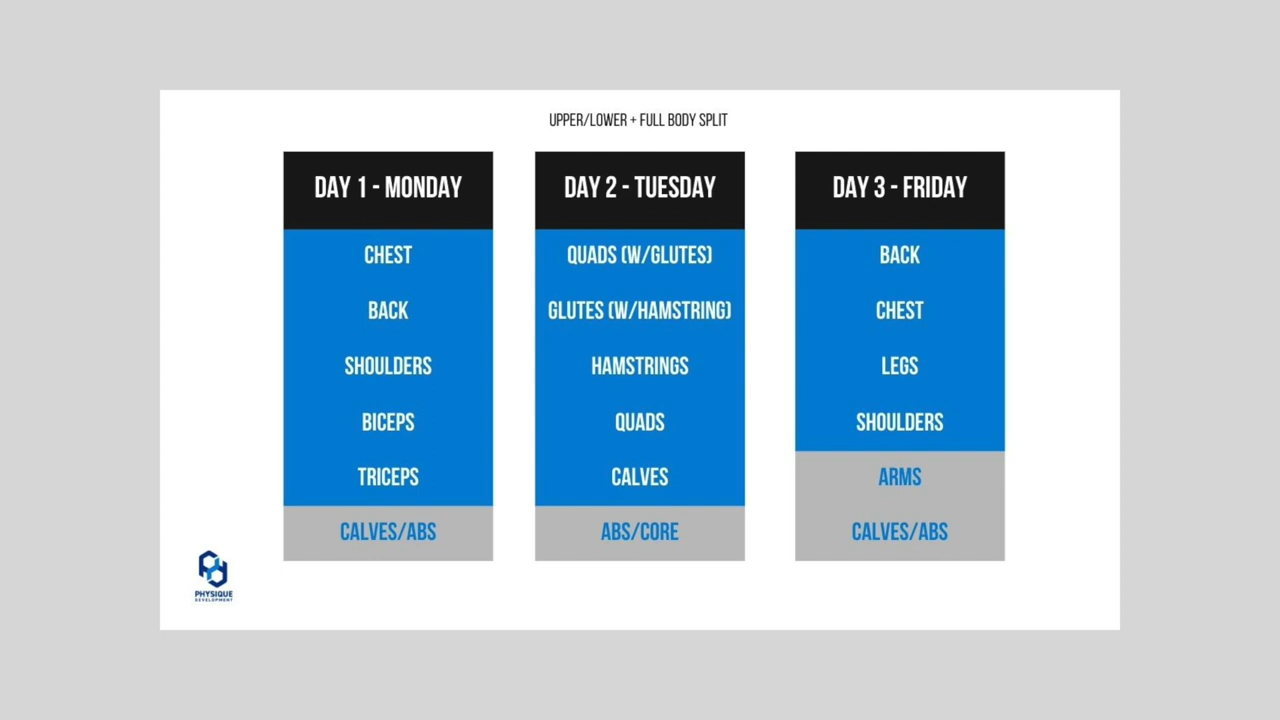 UPPER/LOWER + FULL BODY SPLIT
DAY 1 - MONDAY
CHEST
BACK
SHOULDERS
BICEPS
TRICEPS
CALVES/ABS
DAY 2 - TUESDAY
QUADS (W/GLUTES)
GLUTES (W/HAMSTRING)
HAMSTRINGS
QUADS
CALVES
ABS/CORE
DAY 3 - FRIDAY
BACK
CHEST
LEGS
SHOULDERS
ARMS
CALVES/ABS
PHYSIQUE
DEVELOPMENT